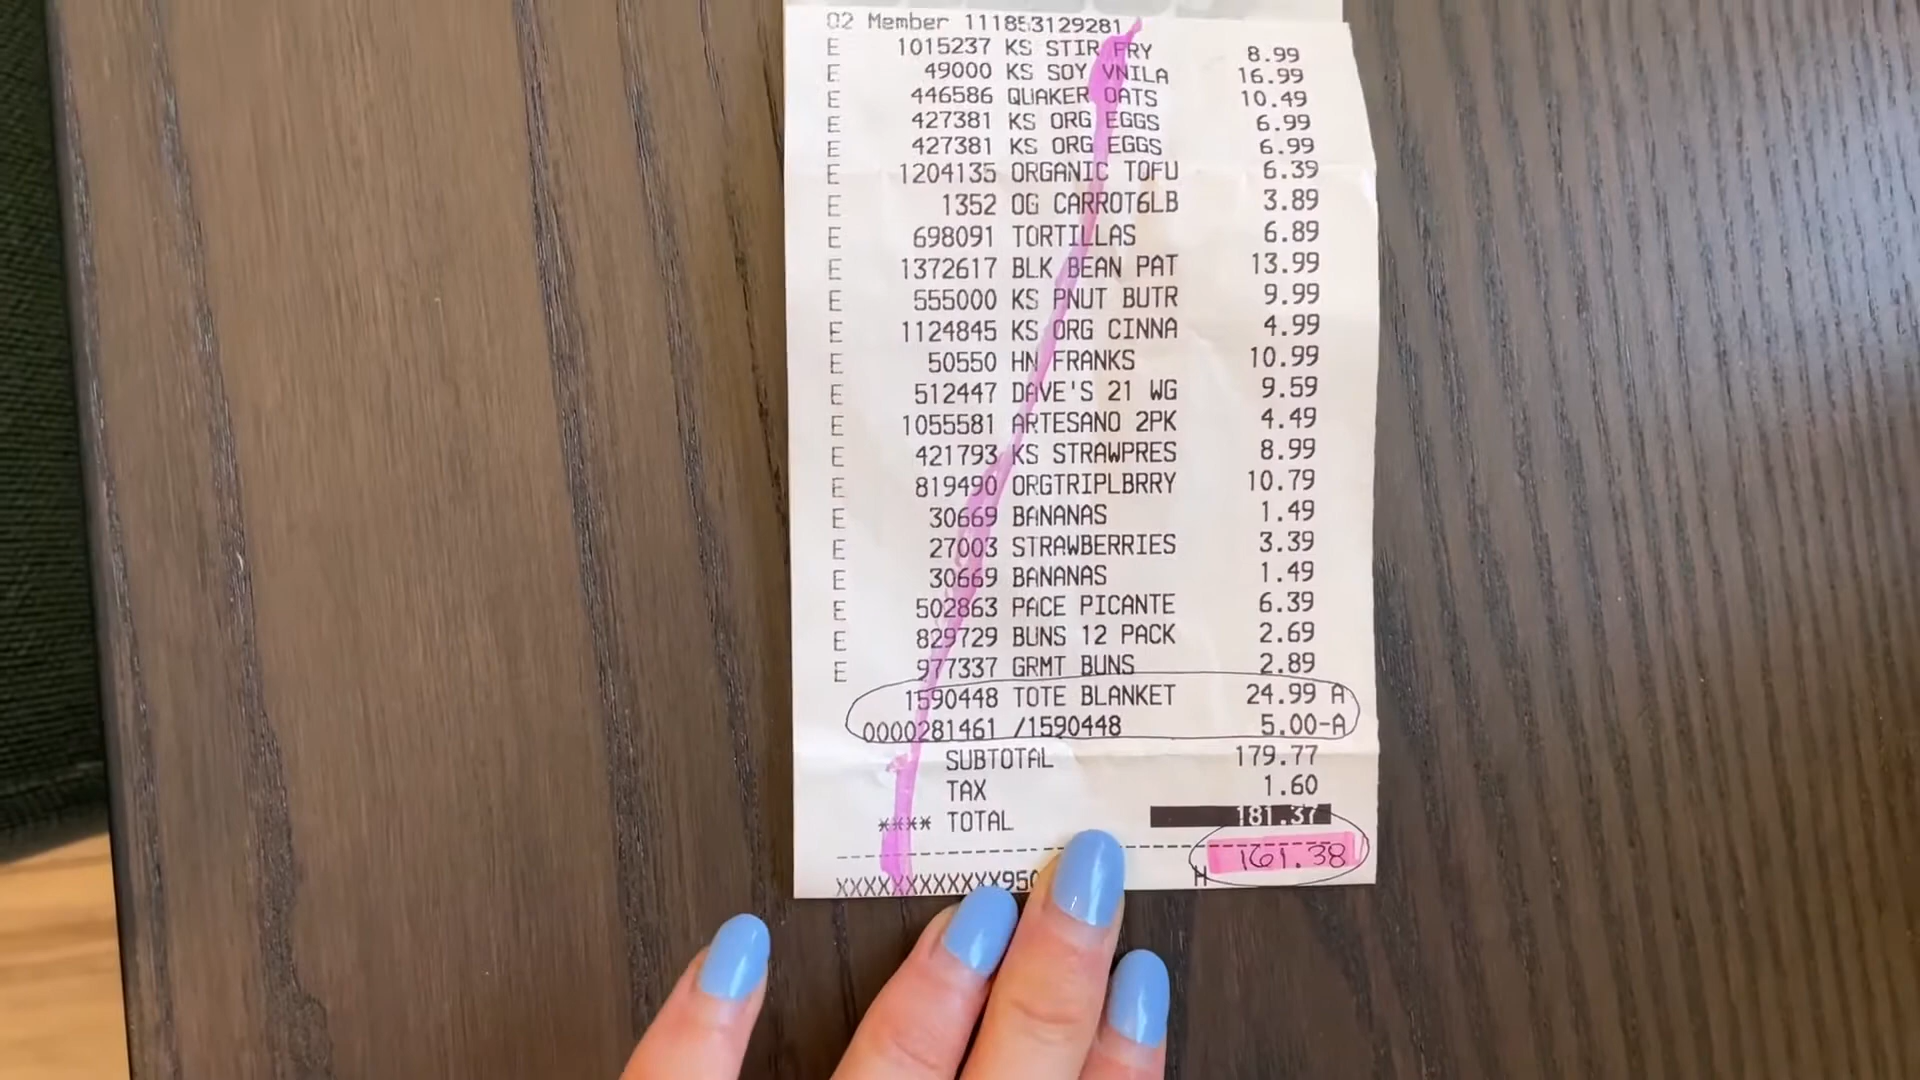 02 Member 111853129281
E 1015237 KS STIR FRY 8.99
E 49000 KS SOY VNILA 16.99
E 446586 QUAKER OATS 10.49
E 427381 KS ORG EGGS 6.99
E 427381 KS ORG EGGS 6.99
E 1204135 ORGANIC TOFU 6.39
E 1352 OG CARROT6LB 3.89
E 698091 TORTILLAS 6.89
E 1372617 BLK BEAN PAT 13.99
E 555000 KS PNUT BUTR 9.99
E 1124845 KS ORG CINNA 4.99
E 50550 HN FRANKS 10.99
E 512447 DAVE'S 21 WG 9.59
E 1055581 ARTESANO 2PK 4.49
E 421793 KS STRAWPRES 8.99
E 819490 ORGTRIPLBRRY 10.79
E 30669 BANANAS 1.49
E 27003 STRAWBERRIES 3.39
E 30669 BANANAS 1.49
E 502863 PACE PICANTE 6.39
E 829729 BUNS 12 PACK 2.69
E 977337 GRMT BUNS 2.89
1590448 TOTE BLANKET 24.99 A
0000281461 /1590448 5.00-A
SUBTOTAL 179.77
TAX 1.60
**** TOTAL 181.37
161.38
XXXXXXXXXXXX950 H